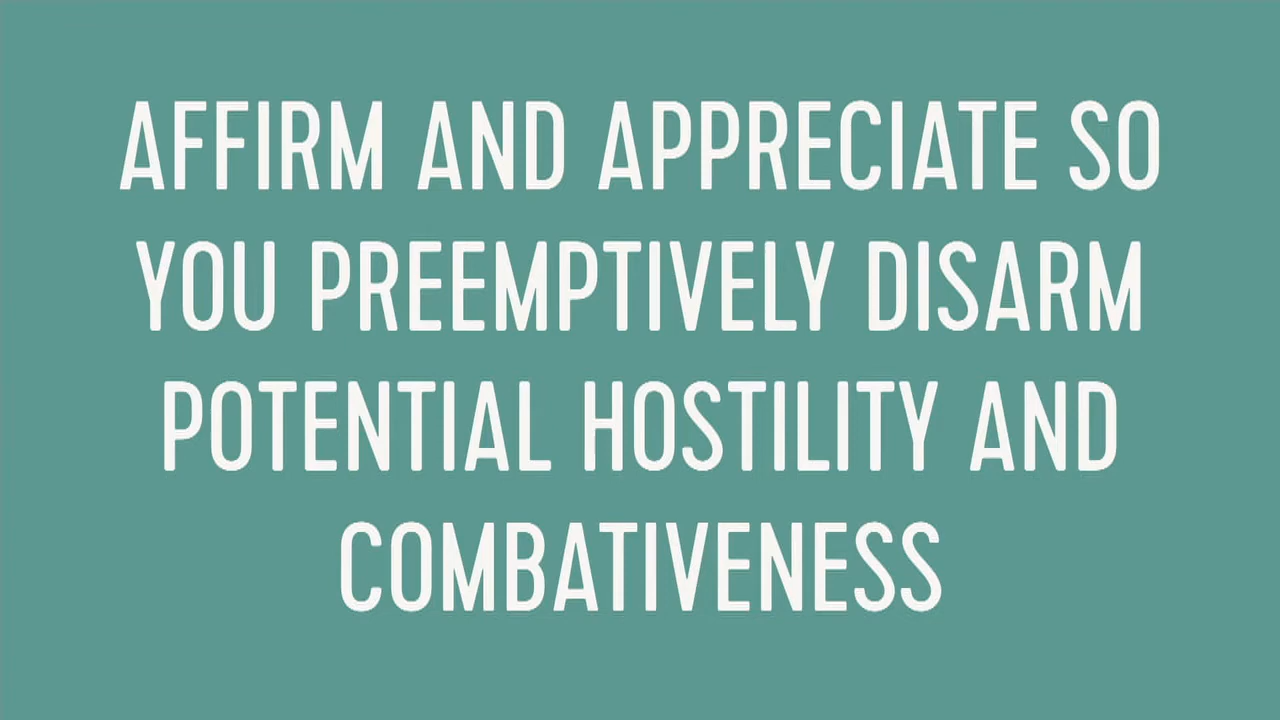 AFFIRM AND APPRECIATE SO
YOU PREEMPTIVELY DISARM
POTENTIAL HOSTILITY AND
COMBATIVENESS